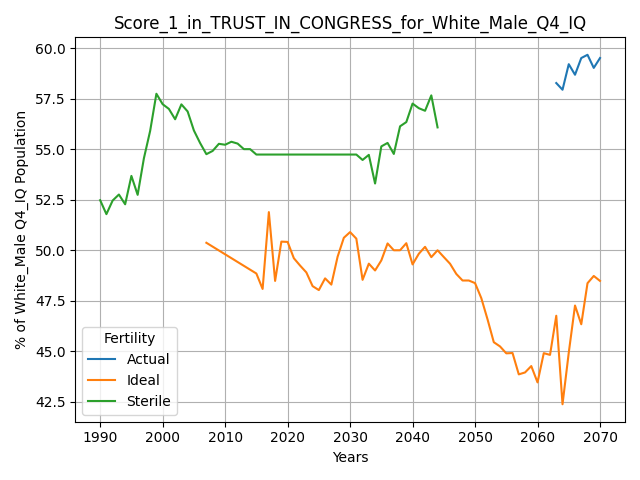 Score_1_in_TRUST_IN_CONGRESS_for_White_Male_Q4_IQ
% of White_Male Q4_IQ Population
60.0
57.5
55.0
52.5
50.0
47.5
45.0
42.5
Fertility
Actual
Ideal
Sterile
1990 2000 2010 2020 2030 2040 2050 2060 2070
Years